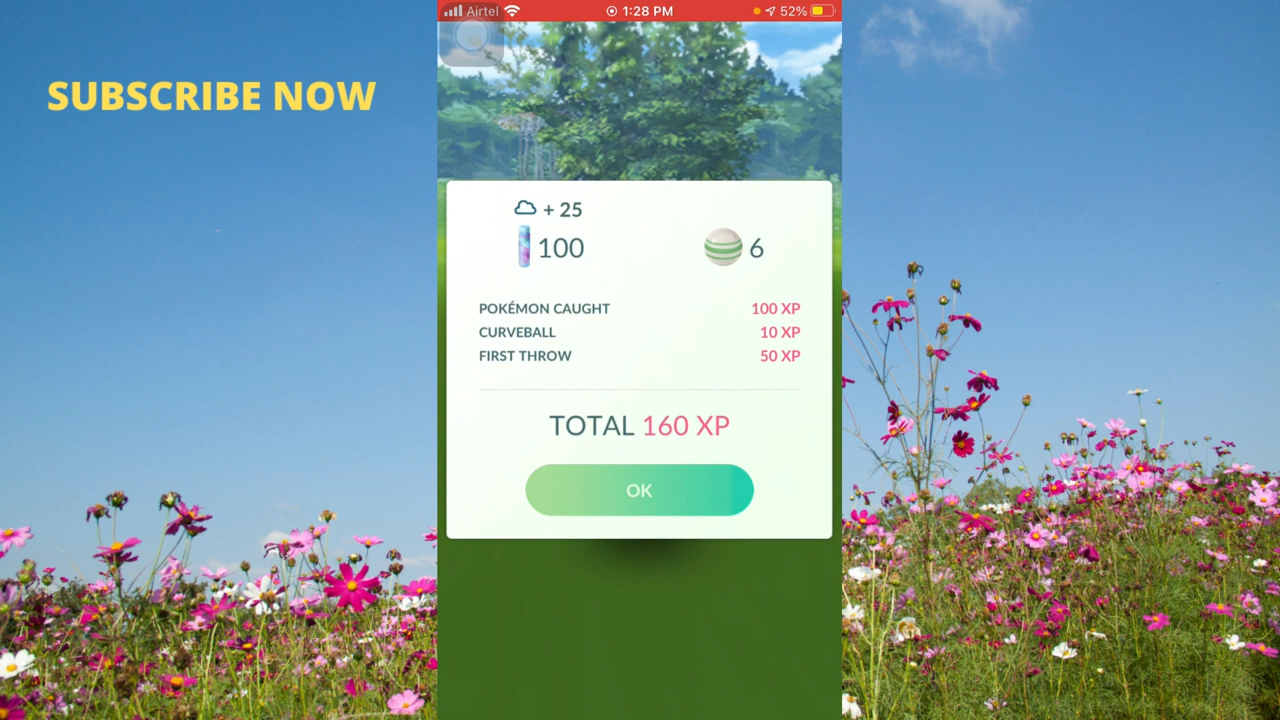 Airtel 1:28 PM 52%
SUBSCRIBE NOW
+ 25
100 6
POKÉMON CAUGHT 100 XP
CURVEBALL 10 XP
FIRST THROW 50 XP
TOTAL 160 XP
OK